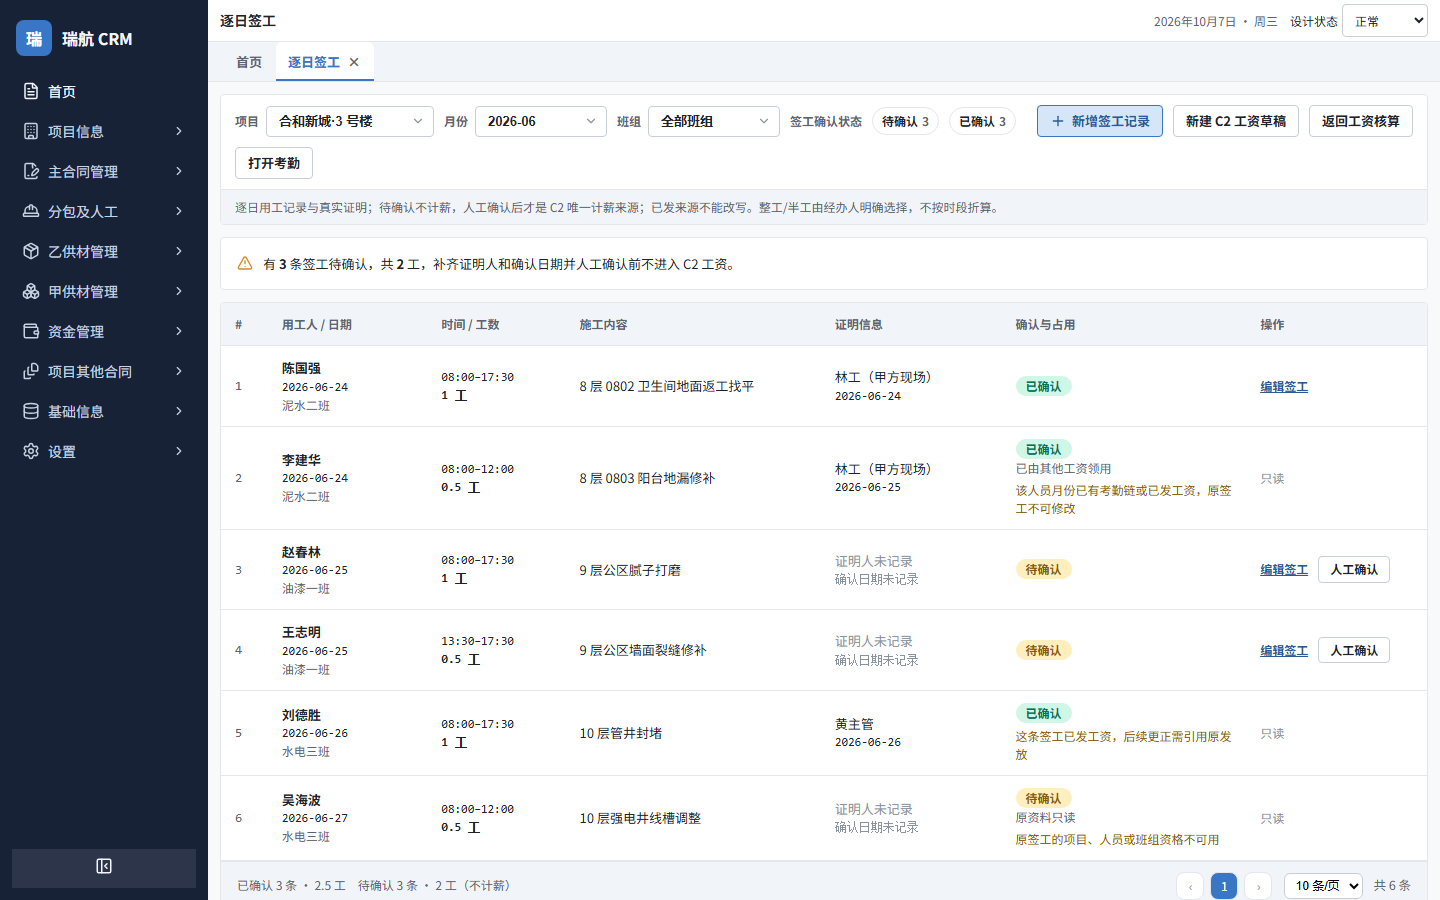 瑞 瑞航 CRM
首页
项目信息
主合同管理
分包及人工
乙供材管理
甲供材管理
资金管理
项目其他合同
基础信息
设置
逐日签工
2026年10月7日 · 周三 设计状态 正常
首页 逐日签工 ×
项目 合和新城·3 号楼 月份 2026-06 班组 全部班组 签工确认状态 待确认 3 已确认 3 + 新增签工记录 新建 C2 工资草稿 返回工资核算
打开考勤
逐日用工记录与真实证明；待确认不计薪，人工确认后才是 C2 唯一计薪来源；已发来源不能改写。整工/半工由经办人明确选择，不按时段折算。
有 3 条签工待确认，共 2 工，补齐证明人和确认日期并人工确认前不进入 C2 工资。
# 用工人 / 日期 时间 / 工数 施工内容 证明信息 确认与占用 操作
1 陈国强 2026-06-24 泥水二班 08:00–17:30 1 工 8 层 0802 卫生间地面返工找平 林工（甲方现场） 2026-06-24 已确认 编辑签工
2 李建华 2026-06-24 泥水二班 08:00–12:00 0.5 工 8 层 0803 阳台地漏修补 林工（甲方现场） 2026-06-25 已确认 已由其他工资领用 该人员月份已有考勤链或已发工资，原签工不可修改 只读
3 赵春林 2026-06-25 油漆一班 08:00–17:30 1 工 9 层公区腻子打磨 证明人未记录 确认日期未记录 待确认 编辑签工 人工确认
4 王志明 2026-06-25 油漆一班 13:30–17:30 0.5 工 9 层公区墙面裂缝修补 证明人未记录 确认日期未记录 待确认 编辑签工 人工确认
5 刘德胜 2026-06-26 水电三班 08:00–17:30 1 工 10 层管井封堵 黄主管 2026-06-26 已确认 这条签工已发工资，后续更正需引用原发放 只读
6 吴海波 2026-06-27 水电三班 08:00–12:00 0.5 工 10 层强电井线槽调整 证明人未记录 确认日期未记录 待确认 原资料只读 原签工的项目、人员或班组资格不可用 只读
已确认 3 条 · 2.5 工 待确认 3 条 · 2 工（不计薪） ‹ 1 › 10 条/页 共 6 条